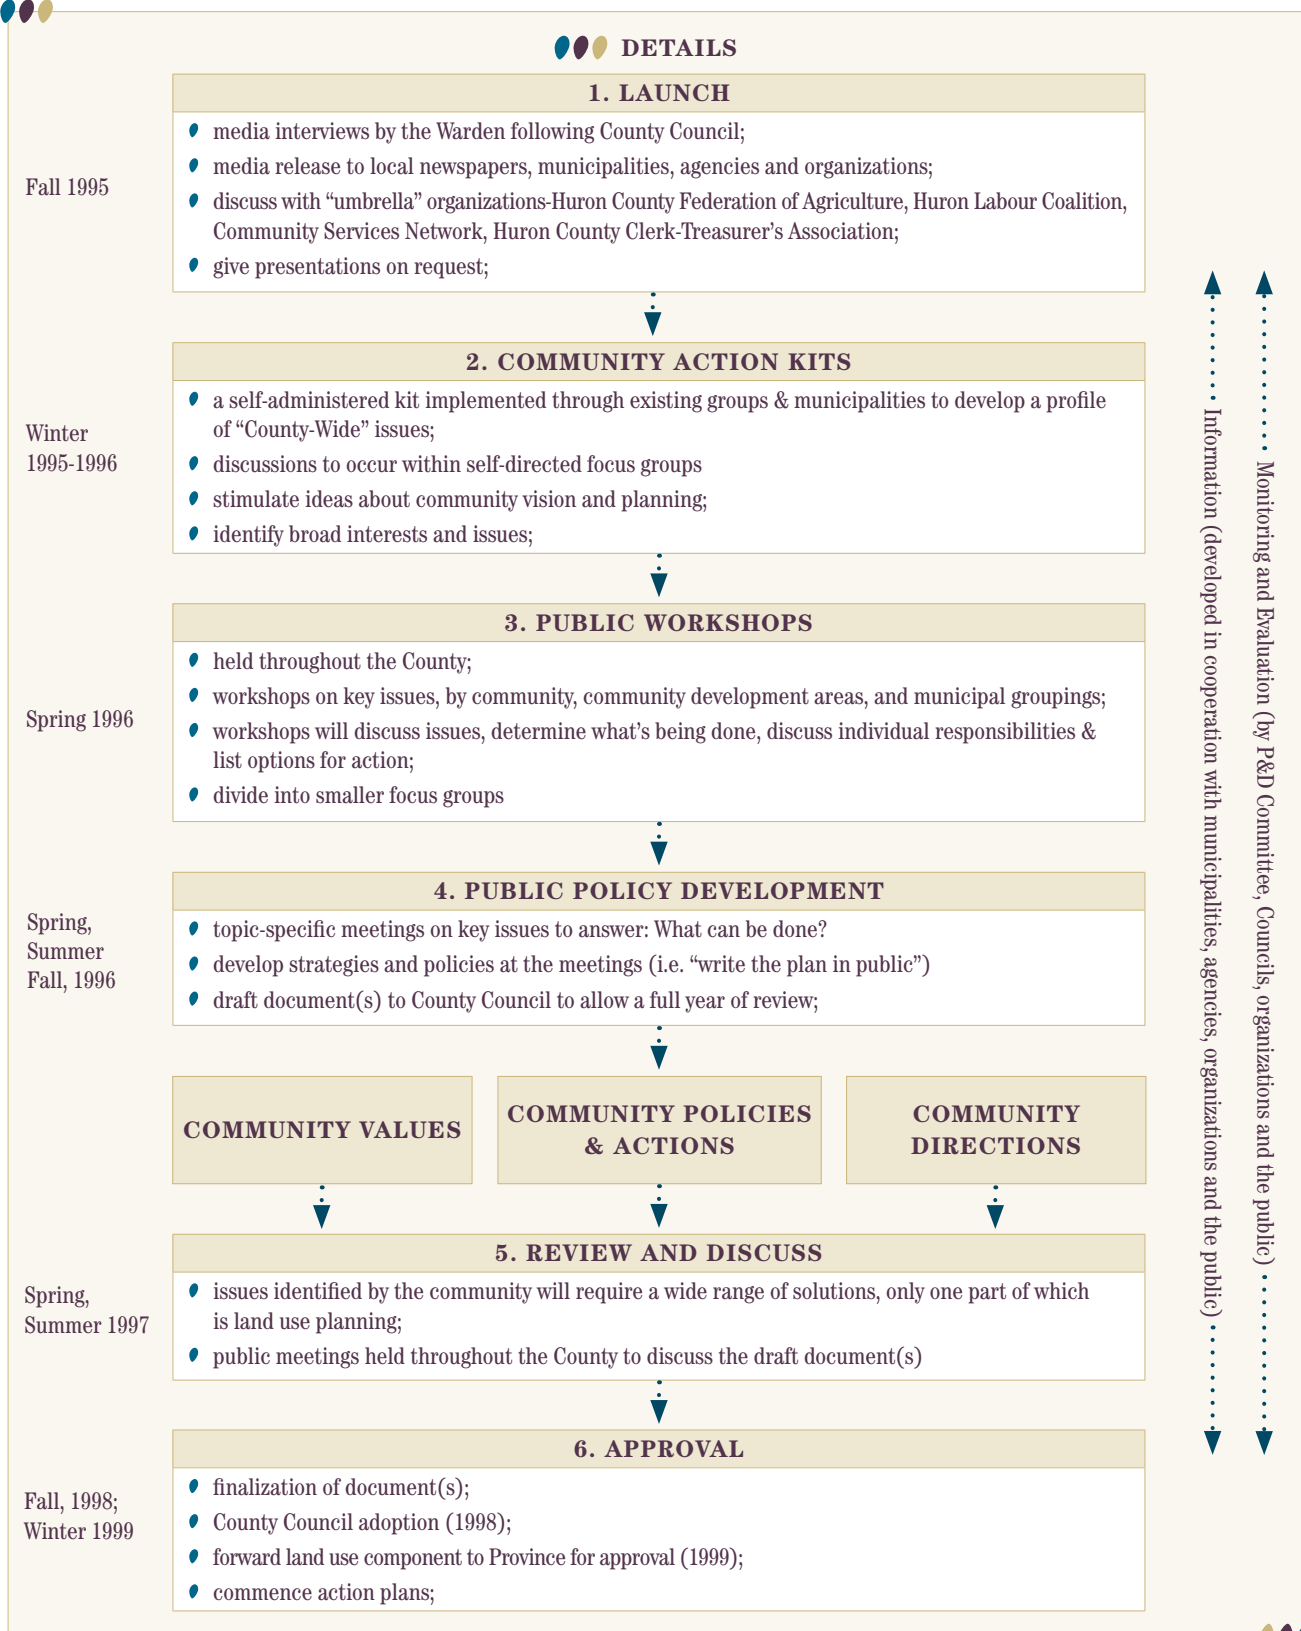 DETAILS
1. LAUNCH
Fall 1995
media interviews by the Warden following County Council;
media release to local newspapers, municipalities, agencies and organizations;
discuss with “umbrella” organizations-Huron County Federation of Agriculture, Huron Labour Coalition,
Community Services Network, Huron County Clerk-Treasurer’s Association;
give presentations on request;
2. COMMUNITY ACTION KITS
Winter
1995-1996
a self-administered kit implemented through existing groups & municipalities to develop a profile
of “County-Wide” issues;
discussions to occur within self-directed focus groups
stimulate ideas about community vision and planning;
identify broad interests and issues;
3. PUBLIC WORKSHOPS
Spring 1996
held throughout the County;
workshops on key issues, by community, community development areas, and municipal groupings;
workshops will discuss issues, determine what’s being done, discuss individual responsibilities &
list options for action;
divide into smaller focus groups
4. PUBLIC POLICY DEVELOPMENT
Spring,
Summer
Fall, 1996
topic-specific meetings on key issues to answer: What can be done?
develop strategies and policies at the meetings (i.e. “write the plan in public”)
draft document(s) to County Council to allow a full year of review;
COMMUNITY VALUES
COMMUNITY POLICIES
& ACTIONS
COMMUNITY
DIRECTIONS
5. REVIEW AND DISCUSS
Spring,
Summer 1997
issues identified by the community will require a wide range of solutions, only one part of which
is land use planning;
public meetings held throughout the County to discuss the draft document(s)
6. APPROVAL
Fall, 1998;
Winter 1999
finalization of document(s);
County Council adoption (1998);
forward land use component to Province for approval (1999);
commence action plans;
Information (developed in cooperation with municipalities, agencies, organizations and the public)
Monitoring and Evaluation (by P&D Committee, Councils, organizations and the public)